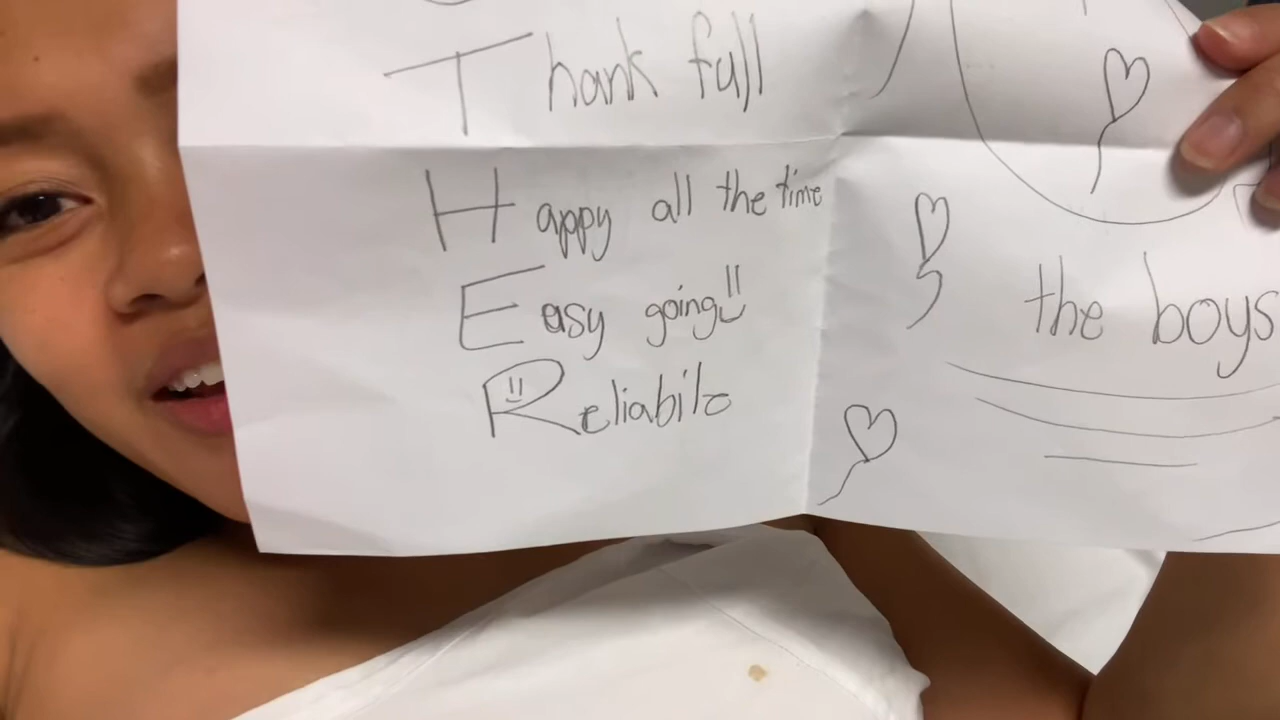 Thank full
Happy all the time
Easy going!!
Reliabilo
the boys